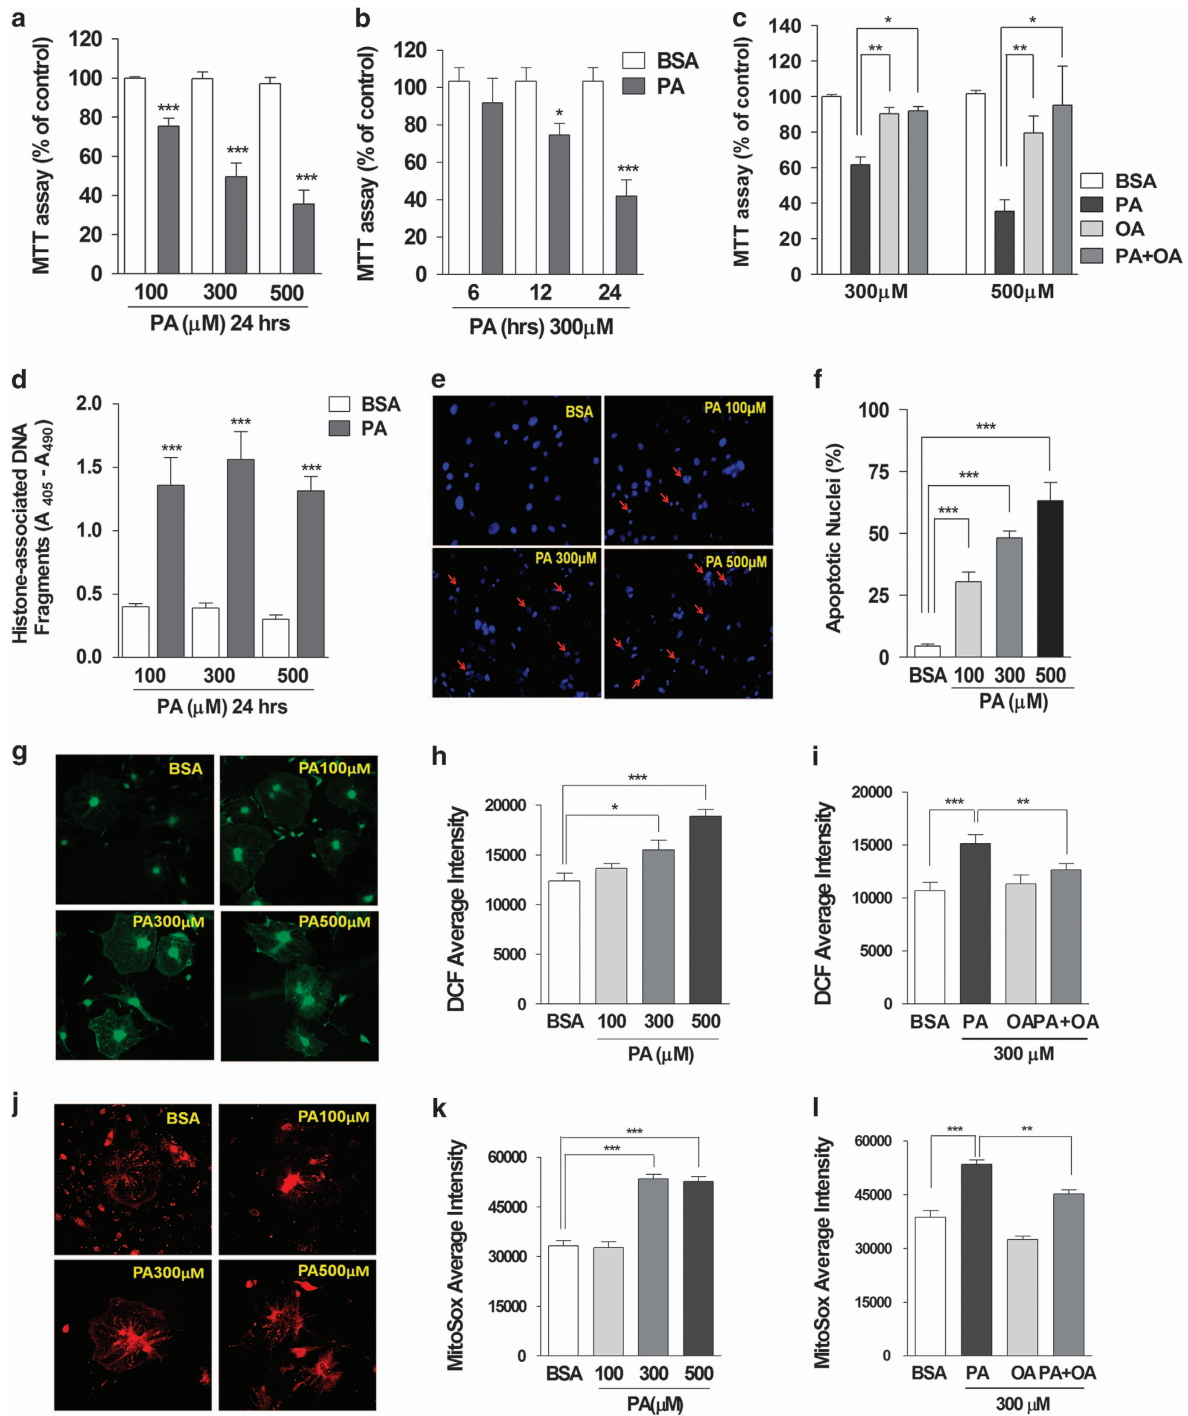 a
MTT assay (% of control)
120
100
80
60
40
20
0
***
***
***
100 300 500
PA (μM) 24 hrs
b
MTT assay (% of control)
120
100
80
60
40
20
0
*
***
BSA
PA
6 12 24
PA (hrs) 300μM
c
MTT assay (% of control)
140
120
100
80
60
40
20
0
*
**
*
**
BSA
PA
OA
PA+OA
300μM 500μM
d
Histone-associated DNA
Fragments (A 405 - A490)
2.0
1.5
1.0
0.5
0.0
***
***
***
BSA
PA
100 300 500
PA (μM) 24 hrs
e
BSA
PA 100μM
PA 300μM
PA 500μM
f
Apoptotic Nuclei (%)
100
75
50
25
0
***
***
***
BSA 100 300 500
PA (μM)
g
BSA
PA100μM
PA300μM
PA500μM
h
DCF Average Intensity
20000
15000
10000
5000
0
***
*
BSA 100 300 500
PA (μM)
i
DCF Average Intensity
20000
15000
10000
5000
0
***
**
BSA PA OA PA+OA
300 μM
j
BSA
PA100μM
PA300μM
PA500μM
k
MitoSox Average Intensity
60000
45000
30000
15000
0
***
***
BSA 100 300 500
PA(μM)
l
MitoSox Average Intensity
60000
45000
30000
15000
0
***
**
BSA PA OA PA+OA
300 μM